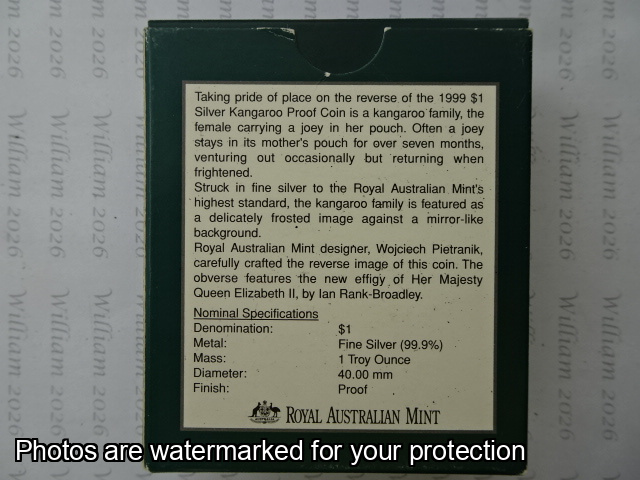 Taking pride of place on the reverse of the 1999 $1
Silver Kangaroo Proof Coin is a kangaroo family, the
female carrying a joey in her pouch. Often a joey
stays in its mother's pouch for over seven months,
venturing out occasionally but returning when
frightened.
Struck in fine silver to the Royal Australian Mint's
highest standard, the kangaroo family is featured as
a delicately frosted image against a mirror-like
background.
Royal Australian Mint designer, Wojciech Pietranik,
carefully crafted the reverse image of this coin. The
obverse features the new effigy of Her Majesty
Queen Elizabeth II, by Ian Rank-Broadley.
Nominal Specifications
Denomination: $1
Metal: Fine Silver (99.9%)
Mass: 1 Troy Ounce
Diameter: 40.00 mm
Finish: Proof
AUSTRALIA
ROYAL AUSTRALIAN MINT
Photos are watermarked for your protection
William 2026